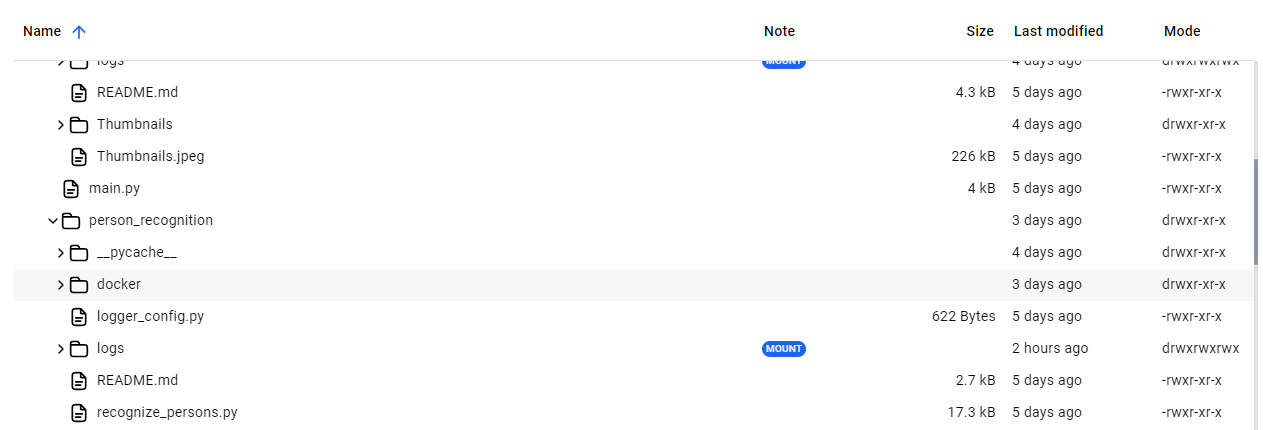 Name Note Size Last modified Mode
logs MOUNT 4 days ago drwxrwxrwx
README.md 4.3 kB 5 days ago -rwxr-xr-x
Thumbnails 4 days ago drwxr-xr-x
Thumbnails.jpeg 226 kB 5 days ago -rwxr-xr-x
main.py 4 kB 5 days ago -rwxr-xr-x
person_recognition 3 days ago drwxr-xr-x
__pycache__ 4 days ago drwxr-xr-x
docker 3 days ago drwxr-xr-x
logger_config.py 622 Bytes 5 days ago -rwxr-xr-x
logs MOUNT 2 hours ago drwxrwxrwx
README.md 2.7 kB 5 days ago -rwxr-xr-x
recognize_persons.py 17.3 kB 5 days ago -rwxr-xr-x